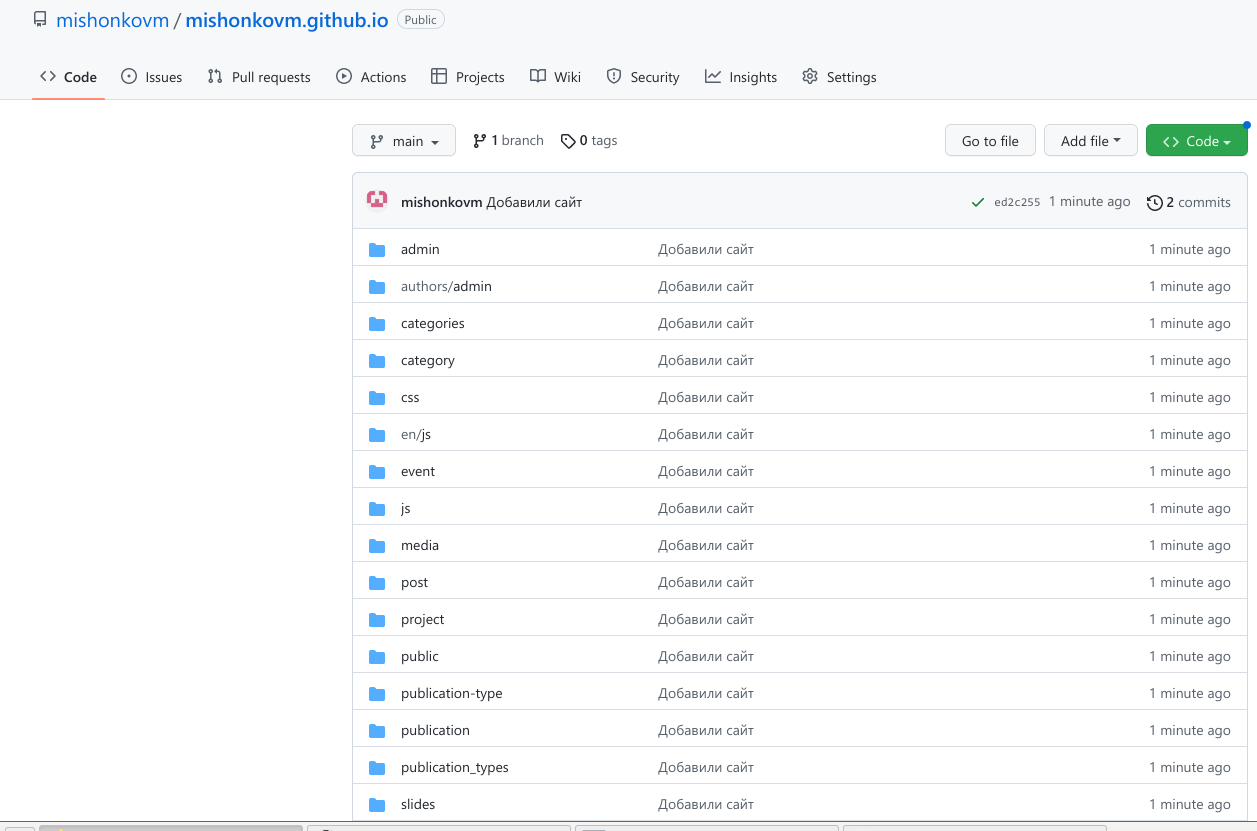 mishonkovm / mishonkovm.github.io Public
Code Issues Pull requests Actions Projects Wiki Security Insights Settings
main 1 branch 0 tags Go to file Add file Code
mishonkovm Добавили сайт ed2c255 1 minute ago 2 commits
admin Добавили сайт 1 minute ago
authors/admin Добавили сайт 1 minute ago
categories Добавили сайт 1 minute ago
category Добавили сайт 1 minute ago
css Добавили сайт 1 minute ago
en/js Добавили сайт 1 minute ago
event Добавили сайт 1 minute ago
js Добавили сайт 1 minute ago
media Добавили сайт 1 minute ago
post Добавили сайт 1 minute ago
project Добавили сайт 1 minute ago
public Добавили сайт 1 minute ago
publication-type Добавили сайт 1 minute ago
publication Добавили сайт 1 minute ago
publication_types Добавили сайт 1 minute ago
slides Добавили сайт 1 minute ago